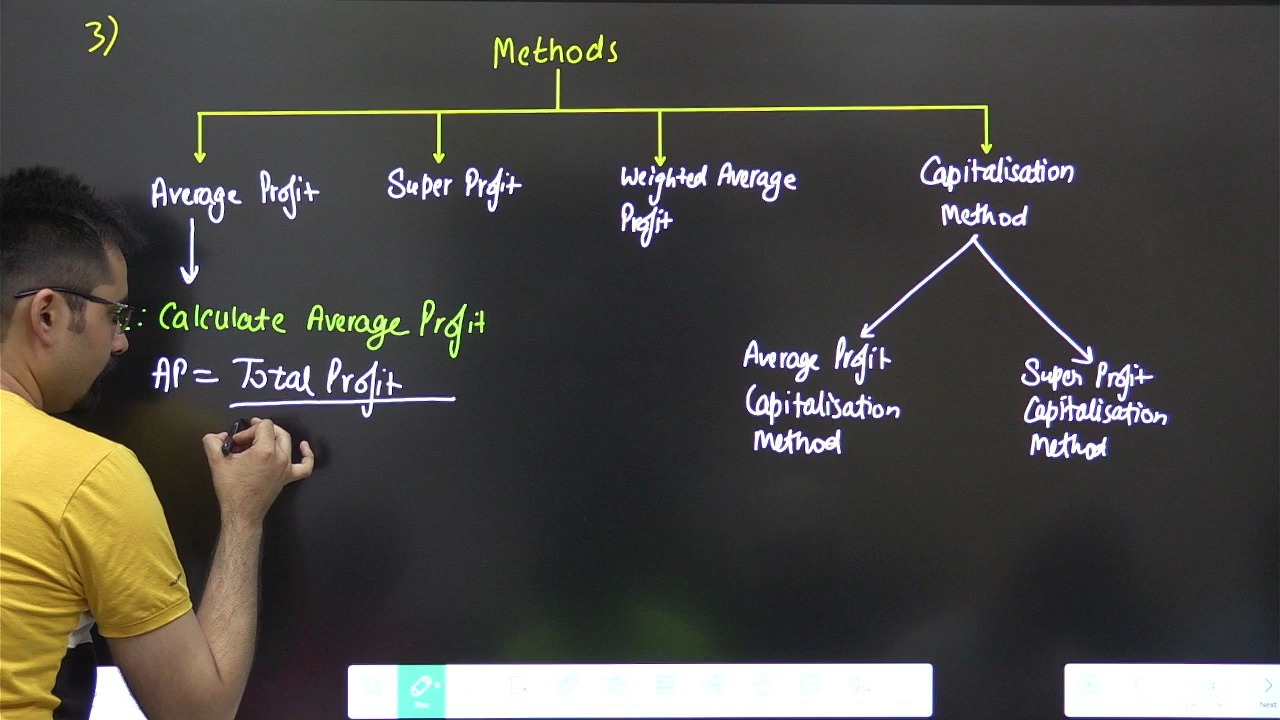 3)
Methods
Average Profit
Super Profit
Weighted Average
Profit
Capitalisation
Method
: Calculate Average Profit
AP = Total Profit
Average Profit
Capitalisation
Method
Super Profit
Capitalisation
Method
Next